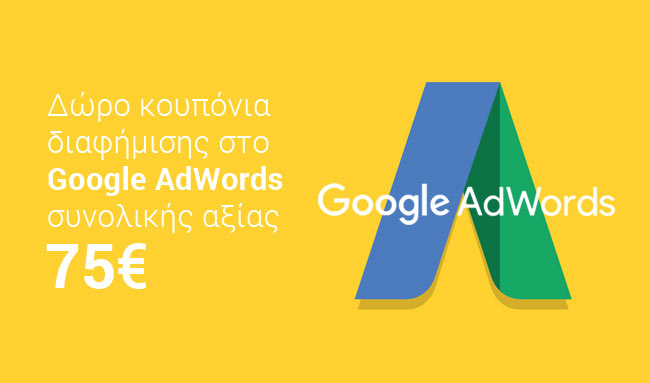 Δώρο κουπόνια
διαφήμισης στο
Google AdWords
συνολικής αξίας
75€
Google AdWords